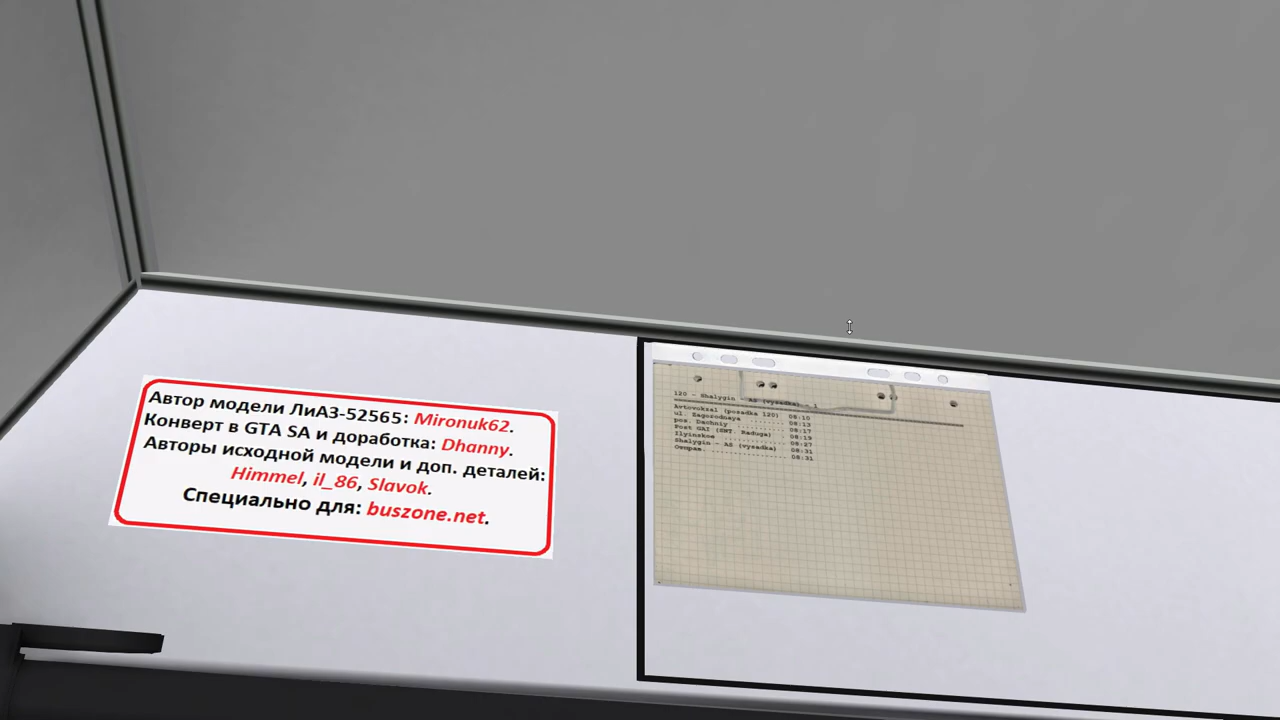 Автор модели ЛиАЗ-52565: Mironuk62.
Конверт в GTA SA и доработка: Dhanny.
Авторы исходной модели и доп. деталей:
Himmel, il_86, Slavok.
Специально для: buszone.net.
120 - Shalygin - AS (vysadka) - 1
Avtovokzal (posadka 120) 08:10
ul. Zagorodnaya ......... 08:13
pos. Dachniy ............ 08:17
Post GAI (SNT. Raduga) 08:19
Ilyinskoe .............. 08:27
Shalygin - AS (vysadka) 08:31
................... 08:31